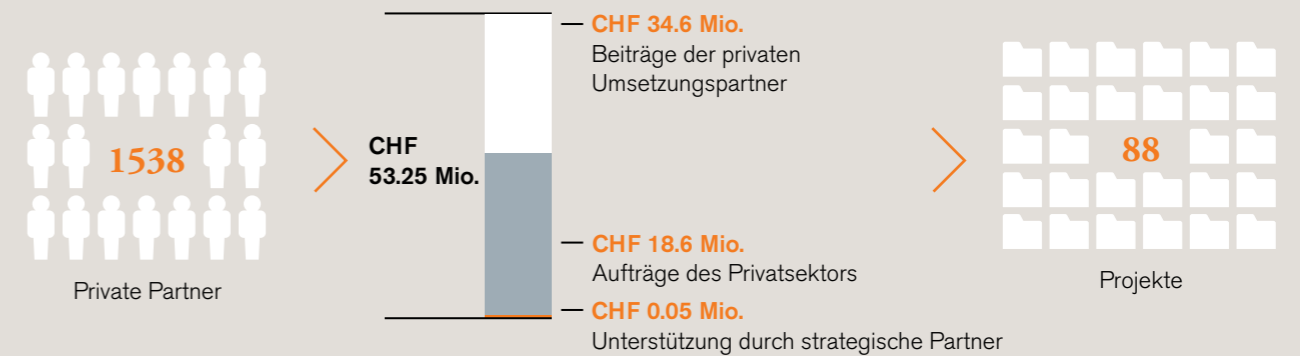 1538
Private Partner
CHF
53.25 Mio.
CHF 34.6 Mio.
Beiträge der privaten
Umsetzungspartner
CHF 18.6 Mio.
Aufträge des Privatsektors
CHF 0.05 Mio.
Unterstützung durch strategische Partner
88
Projekte